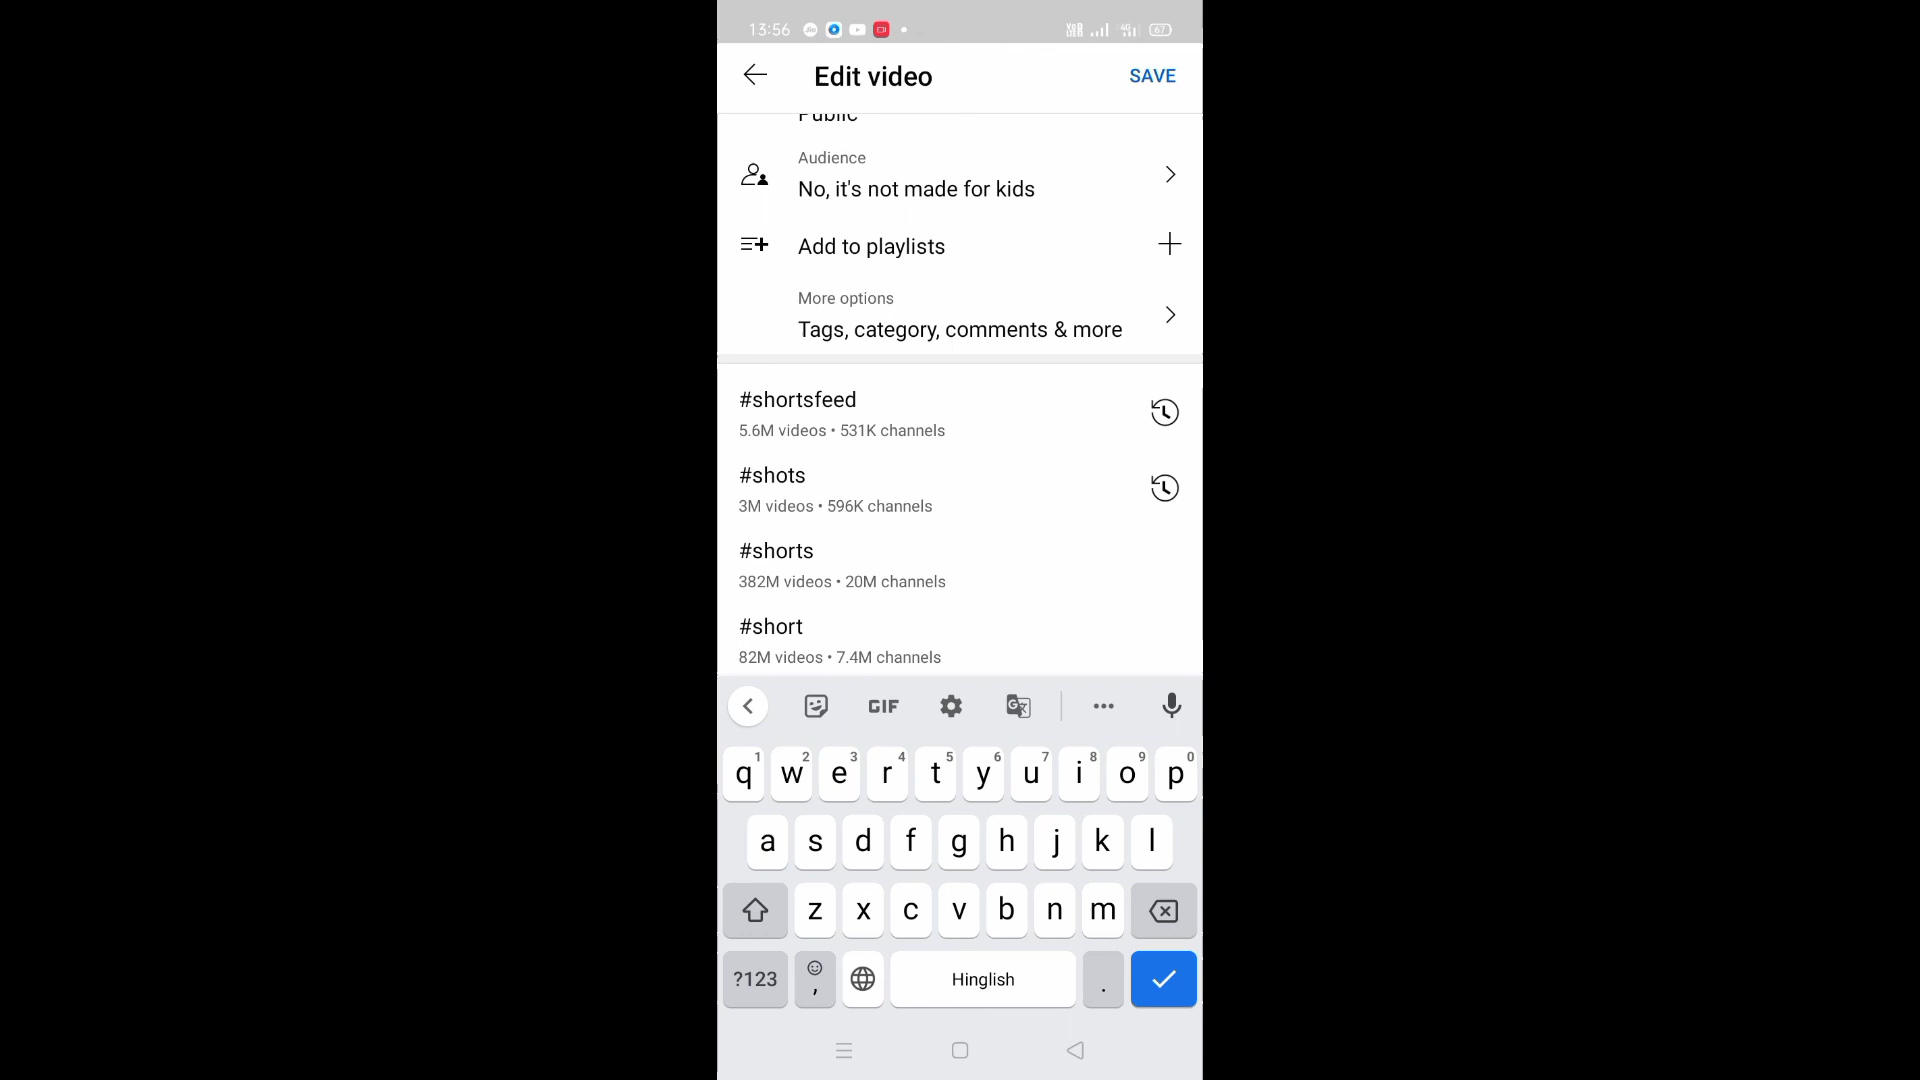 13:56 67
Edit video SAVE
Public
Audience
No, it's not made for kids
Add to playlists
More options
Tags, category, comments & more
#shortsfeed
5.6M videos • 531K channels
#shots
3M videos • 596K channels
#shorts
382M videos • 20M channels
#short
82M videos • 7.4M channels
GIF
1 2 3 4 5 6 7 8 9 0
q w e r t y u i o p
a s d f g h j k l
z x c v b n m
?123 , Hinglish .